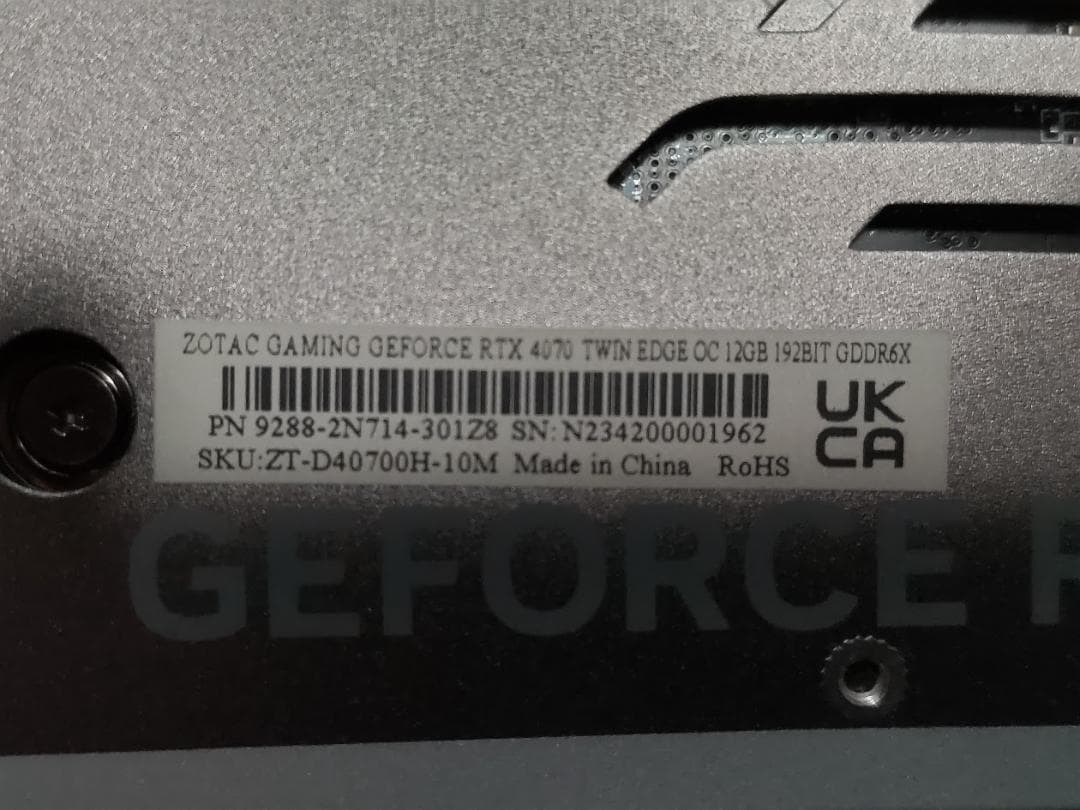 ZOTAC GAMING GEFORCE RTX 4070 TWIN EDGE OC 12GB 192BIT GDDR6X
PN 9288-2N714-301Z8 SN: N234200001962
SKU:ZT-D40700H-10M Made in China RoHS
UK
CA
GEFORCE R